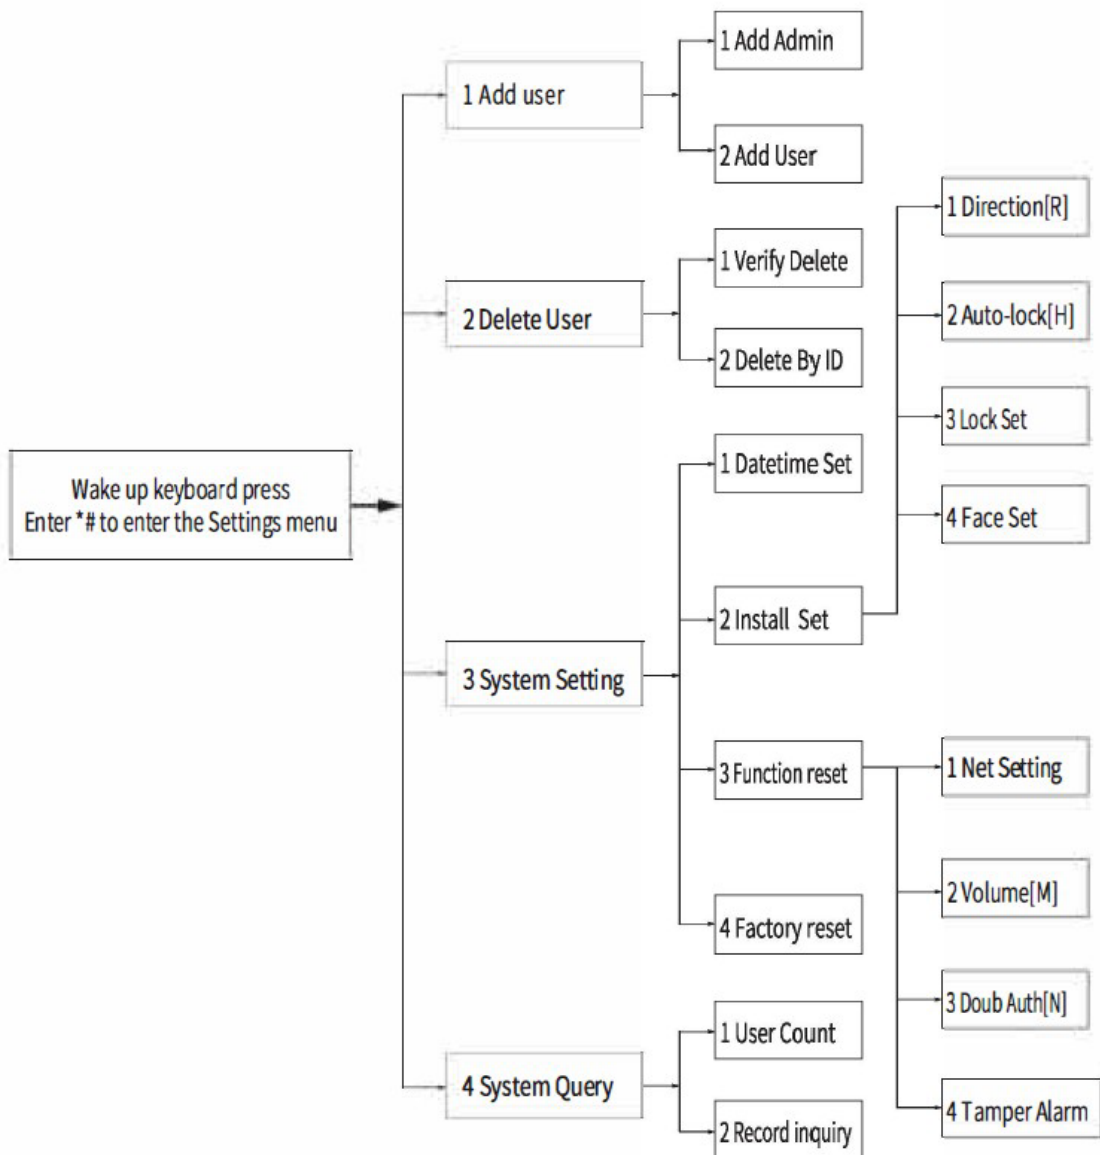 Wake up keyboard press
Enter *# to enter the Settings menu
1 Add user
1 Add Admin
2 Add User
2 Delete User
1 Verify Delete
2 Delete By ID
3 System Setting
1 Datetime Set
2 Install Set
1 Direction[R]
2 Auto-lock[H]
3 Lock Set
4 Face Set
3 Function reset
1 Net Setting
2 Volume[M]
3 Doub Auth[N]
4 Tamper Alarm
4 Factory reset
4 System Query
1 User Count
2 Record inquiry